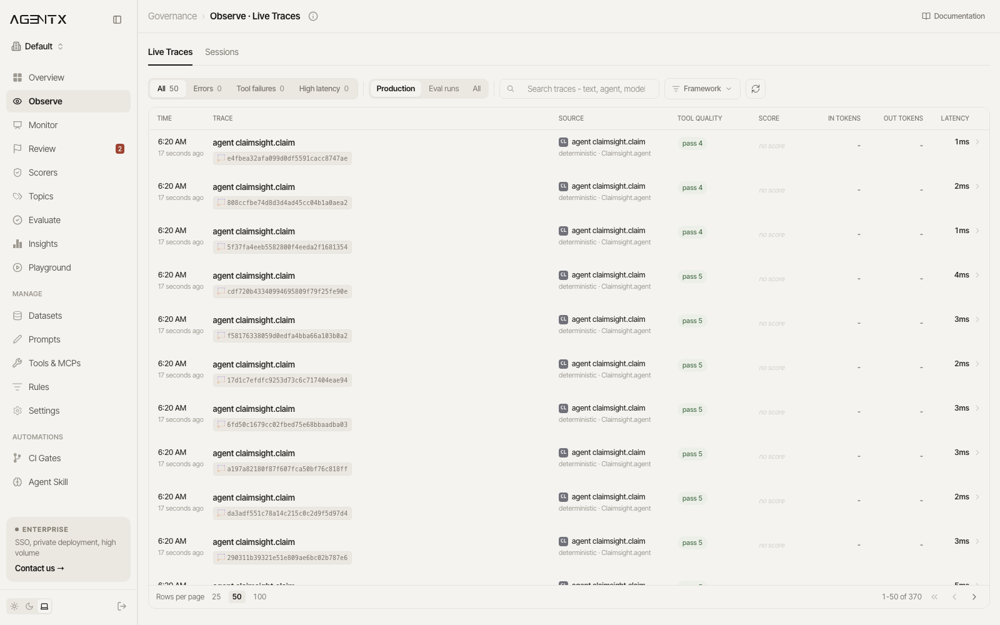 AGENTX
Default
Overview
Observe
Monitor
Review 2
Scorers
Topics
Evaluate
Insights
Playground
MANAGE
Datasets
Prompts
Tools & MCPs
Rules
Settings
AUTOMATIONS
CI Gates
Agent Skill
ENTERPRISE
SSO, private deployment, high
volume
Contact us →
Governance › Observe · Live Traces
Documentation
Live Traces Sessions
All 50 Errors 0 Tool failures 0 High latency 0 Production Eval runs All Search traces - text, agent, model Framework
TIME TRACE SOURCE TOOL QUALITY SCORE IN TOKENS OUT TOKENS LATENCY
6:20 AM agent claimsight.claim CL agent claimsight.claim pass 4 no score - - 1ms
17 seconds ago e4fbea32afa099d0df5591cacc8747ae deterministic · Claimsight.agent
6:20 AM agent claimsight.claim CL agent claimsight.claim pass 4 no score - - 2ms
17 seconds ago 808ccfbe74d8d3d4ad45cc04b1a0aea2 deterministic · Claimsight.agent
6:20 AM agent claimsight.claim CL agent claimsight.claim pass 4 no score - - 1ms
17 seconds ago 5f37fa4eeb5582800f4eeda2f1681354 deterministic · Claimsight.agent
6:20 AM agent claimsight.claim CL agent claimsight.claim pass 5 no score - - 4ms
17 seconds ago cdf720b43340994695809f79f25fe90e deterministic · Claimsight.agent
6:20 AM agent claimsight.claim CL agent claimsight.claim pass 5 no score - - 3ms
17 seconds ago f58176338059d0edfa4bba66a103b0a2 deterministic · Claimsight.agent
6:20 AM agent claimsight.claim CL agent claimsight.claim pass 5 no score - - 2ms
17 seconds ago 17d1c7efdfc9253d73c6c717404eae94 deterministic · Claimsight.agent
6:20 AM agent claimsight.claim CL agent claimsight.claim pass 5 no score - - 3ms
17 seconds ago 6fd50c1679cc02fbed75e68bbaadba03 deterministic · Claimsight.agent
6:20 AM agent claimsight.claim CL agent claimsight.claim pass 5 no score - - 3ms
17 seconds ago a197a82180f87f607fca50bf76c818ff deterministic · Claimsight.agent
6:20 AM agent claimsight.claim CL agent claimsight.claim pass 5 no score - - 2ms
17 seconds ago da3adf551c78a14c215c0c2d9f5d97d4 deterministic · Claimsight.agent
6:20 AM agent claimsight.claim CL agent claimsight.claim pass 5 no score - - 3ms
17 seconds ago 290311b39321e51e809ae6bc02b787e6 deterministic · Claimsight.agent
Rows per page 25 50 100 1-50 of 370